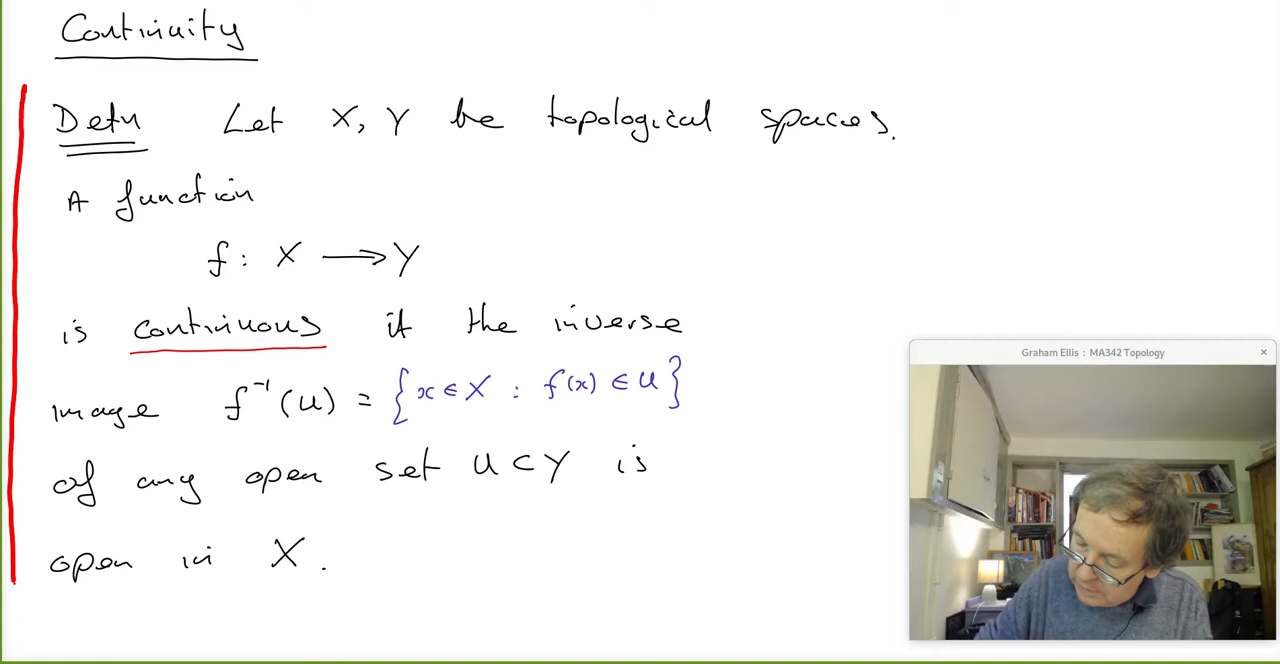 Continuity
Defn Let X, Y be topological spaces.
A function
f: X ⟶ Y
is continuous if the inverse
image f⁻¹(U) = {x ∈ X : f(x) ∈ U}
of any open set U ⊂ Y is
open in X.
Graham Ellis : MA342 Topology